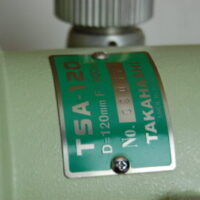 TSA-120
D=120mm F
No.
TAKAHASHI